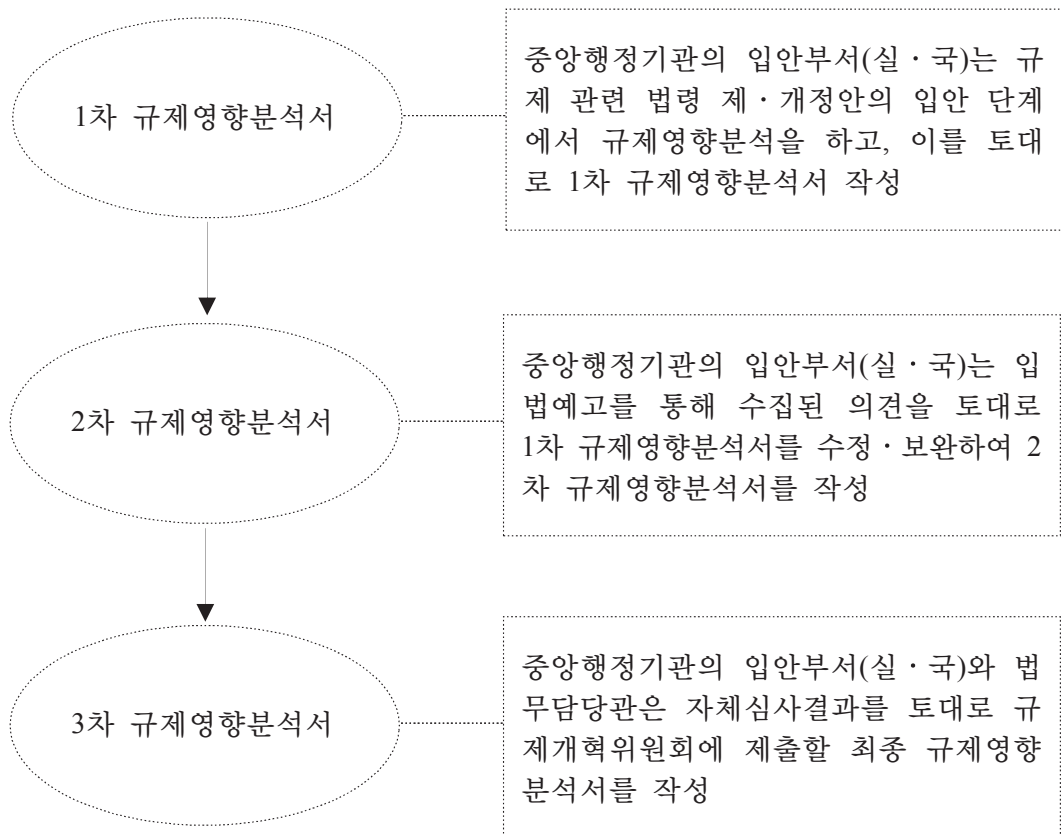 1차 규제영향분석서
중앙행정기관의 입안부서(실·국)는 규
제 관련 법령 제·개정안의 입안 단계
에서 규제영향분석을 하고, 이를 토대
로 1차 규제영향분석서 작성
2차 규제영향분석서
중앙행정기관의 입안부서(실·국)는 입
법예고를 통해 수집된 의견을 토대로
1차 규제영향분석서를 수정·보완하여 2
차 규제영향분석서를 작성
3차 규제영향분석서
중앙행정기관의 입안부서(실·국)와 법
무담당관은 자체심사결과를 토대로 규
제개혁위원회에 제출할 최종 규제영향
분석서를 작성